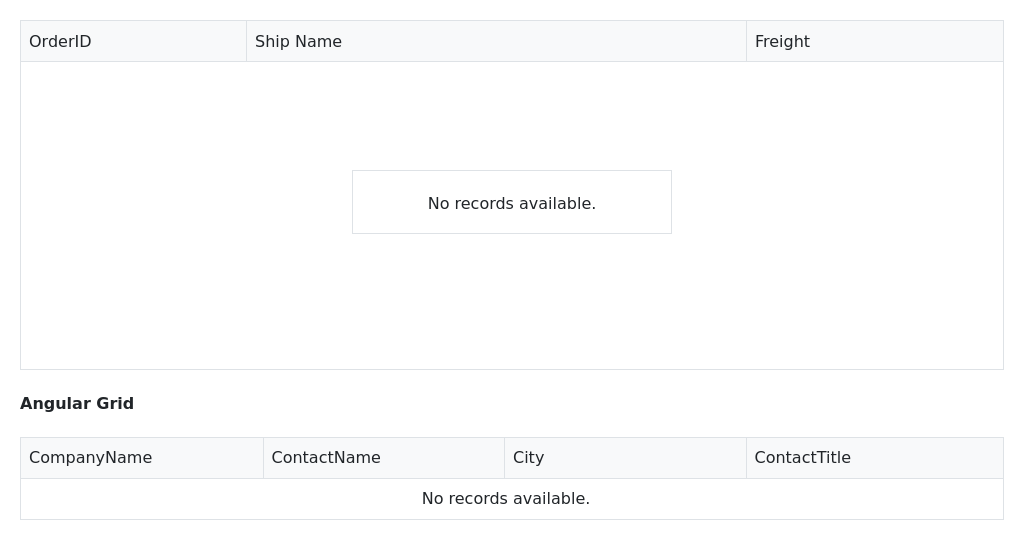 OrderID Ship Name Freight
No records available.
Angular Grid
CompanyName ContactName City ContactTitle
No records available.